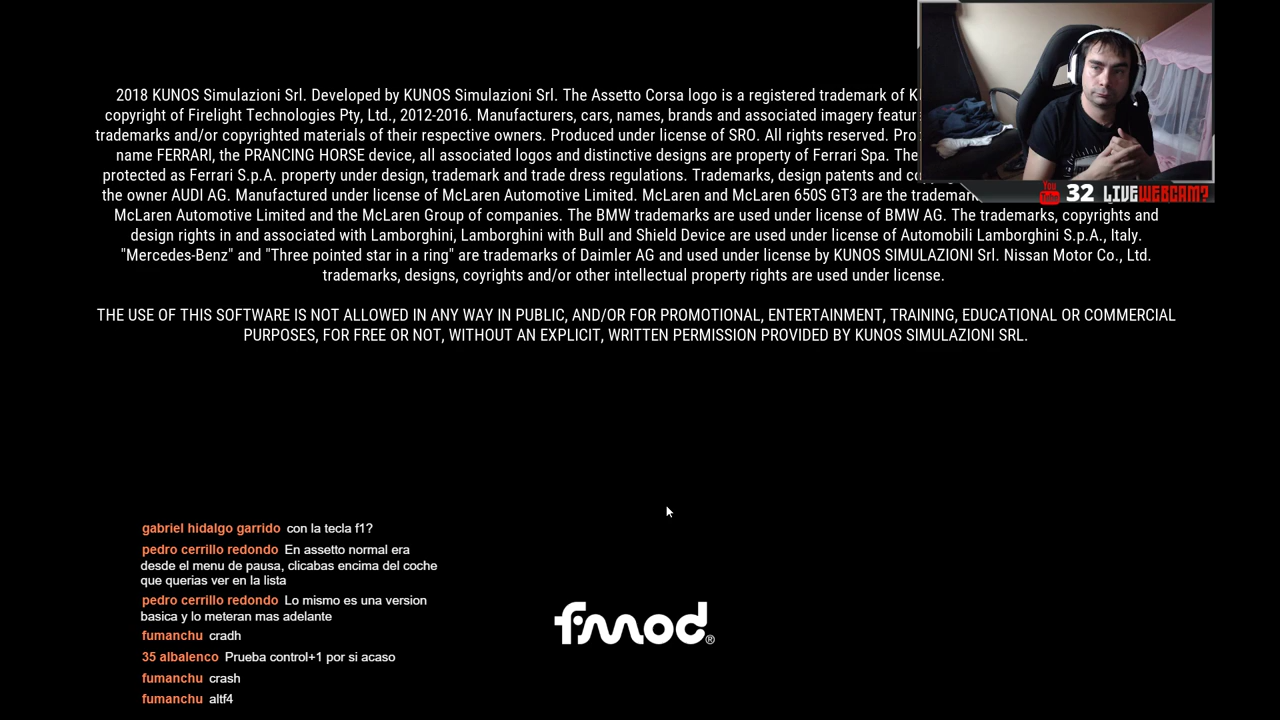 2018 KUNOS Simulazioni Srl. Developed by KUNOS Simulazioni Srl. The Assetto Corsa logo is a registered trademark of
copyright of Firelight Technologies Pty, Ltd., 2012-2016. Manufacturers, cars, names, brands and associated imagery
trademarks and/or copyrighted materials of their respective owners. Produced under license of SRO. All rights reserved.
name FERRARI, the PRANCING HORSE device, all associated logos and distinctive designs are property of Ferrari Spa. The
protected as Ferrari S.p.A. property under design, trademark and trade dress regulations. Trademarks, design patents and
the owner AUDI AG. Manufactured under license of McLaren Automotive Limited. McLaren and McLaren 650S GT3 are the
McLaren Automotive Limited and the McLaren Group of companies. The BMW trademarks are used under license of BMW AG. The trademarks, copyrights and
design rights in and associated with Lamborghini, Lamborghini with Bull and Shield Device are used under license of Automobili Lamborghini S.p.A., Italy.
"Mercedes-Benz" and "Three pointed star in a ring" are trademarks of Daimler AG and used under license by KUNOS SIMULAZIONI Srl. Nissan Motor Co., Ltd.
trademarks, designs, coyrights and/or other intellectual property rights are used under license.
THE USE OF THIS SOFTWARE IS NOT ALLOWED IN ANY WAY IN PUBLIC, AND/OR FOR PROMOTIONAL, ENTERTAINMENT, TRAINING, EDUCATIONAL OR COMMERCIAL
PURPOSES, FOR FREE OR NOT, WITHOUT AN EXPLICIT, WRITTEN PERMISSION PROVIDED BY KUNOS SIMULAZIONI SRL.
You Tube 32 LIVEWEBCAM?
gabriel hidalgo garrido con la tecla f1?
pedro cerrillo redondo En assetto normal era
desde el menu de pausa, clicabas encima del coche
que querias ver en la lista
pedro cerrillo redondo Lo mismo es una version
basica y lo meteran mas adelante
fumanchu cradh
35 albalenco Prueba control+1 por si acaso
fumanchu crash
fumanchu altf4
fmod®